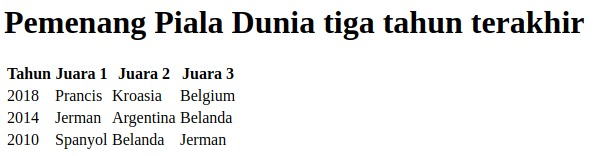 Pemenang Piala Dunia tiga tahun terakhir
Tahun Juara 1 Juara 2 Juara 3
2018 Prancis Kroasia Belgium
2014 Jerman Argentina Belanda
2010 Spanyol Belanda Jerman